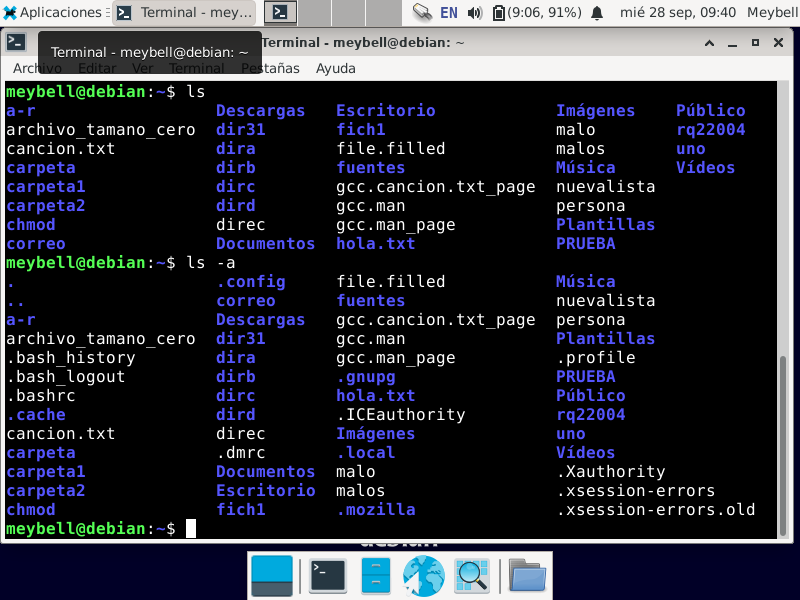 Aplicaciones Terminal - mey... EN (9:06, 91%) mié 28 sep, 09:40 Meybell
Terminal - meybell@debian: ~
Terminal - meybell@debian: ~
Archivo Editar Ver Terminal Pestañas Ayuda
meybell@debian:~$ ls
a-r Descargas Escritorio Imágenes Público
archivo_tamano_cero dir31 fich1 malo rq22004
cancion.txt dira file.filled malos uno
carpeta dirb fuentes Música Vídeos
carpeta1 dirc gcc.cancion.txt_page nuevalista
carpeta2 dird gcc.man persona
chmod direc gcc.man_page Plantillas
correo Documentos hola.txt PRUEBA
meybell@debian:~$ ls -a
. .config file.filled Música
.. correo fuentes nuevalista
a-r Descargas gcc.cancion.txt_page persona
archivo_tamano_cero dir31 gcc.man Plantillas
.bash_history dira gcc.man_page .profile
.bash_logout dirb .gnupg PRUEBA
.bashrc dirc hola.txt Público
.cache dird .ICEauthority rq22004
cancion.txt direc Imágenes uno
carpeta .dmrc .local Vídeos
carpeta1 Documentos malo .Xauthority
carpeta2 Escritorio malos .xsession-errors
chmod fich1 .mozilla .xsession-errors.old
meybell@debian:~$